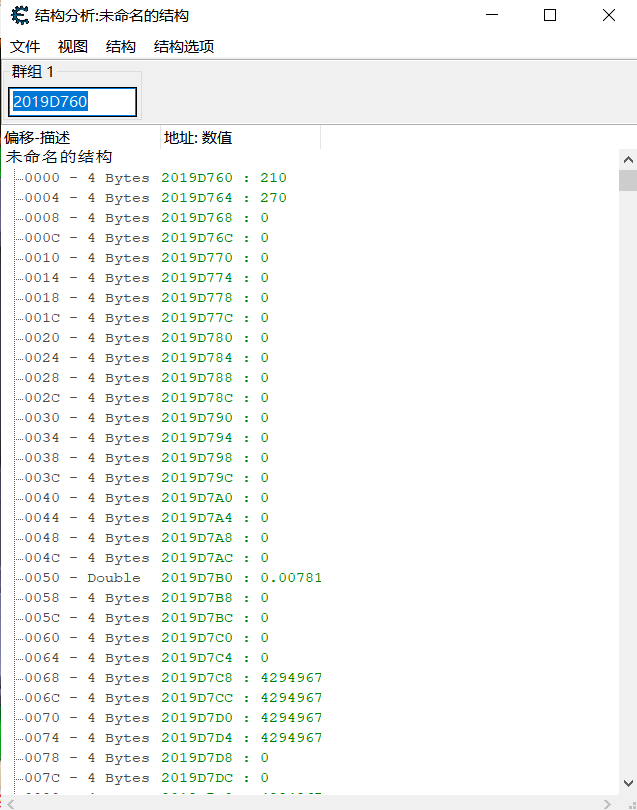 结构分析:未命名的结构
文件 视图 结构 结构选项
群组 1
2019D760
偏移-描述 地址: 数值
未命名的结构
0000 - 4 Bytes 2019D760 : 210
0004 - 4 Bytes 2019D764 : 270
0008 - 4 Bytes 2019D768 : 0
000C - 4 Bytes 2019D76C : 0
0010 - 4 Bytes 2019D770 : 0
0014 - 4 Bytes 2019D774 : 0
0018 - 4 Bytes 2019D778 : 0
001C - 4 Bytes 2019D77C : 0
0020 - 4 Bytes 2019D780 : 0
0024 - 4 Bytes 2019D784 : 0
0028 - 4 Bytes 2019D788 : 0
002C - 4 Bytes 2019D78C : 0
0030 - 4 Bytes 2019D790 : 0
0034 - 4 Bytes 2019D794 : 0
0038 - 4 Bytes 2019D798 : 0
003C - 4 Bytes 2019D79C : 0
0040 - 4 Bytes 2019D7A0 : 0
0044 - 4 Bytes 2019D7A4 : 0
0048 - 4 Bytes 2019D7A8 : 0
004C - 4 Bytes 2019D7AC : 0
0050 - Double 2019D7B0 : 0.00781
0058 - 4 Bytes 2019D7B8 : 0
005C - 4 Bytes 2019D7BC : 0
0060 - 4 Bytes 2019D7C0 : 0
0064 - 4 Bytes 2019D7C4 : 0
0068 - 4 Bytes 2019D7C8 : 4294967
006C - 4 Bytes 2019D7CC : 4294967
0070 - 4 Bytes 2019D7D0 : 4294967
0074 - 4 Bytes 2019D7D4 : 4294967
0078 - 4 Bytes 2019D7D8 : 0
007C - 4 Bytes 2019D7DC : 0